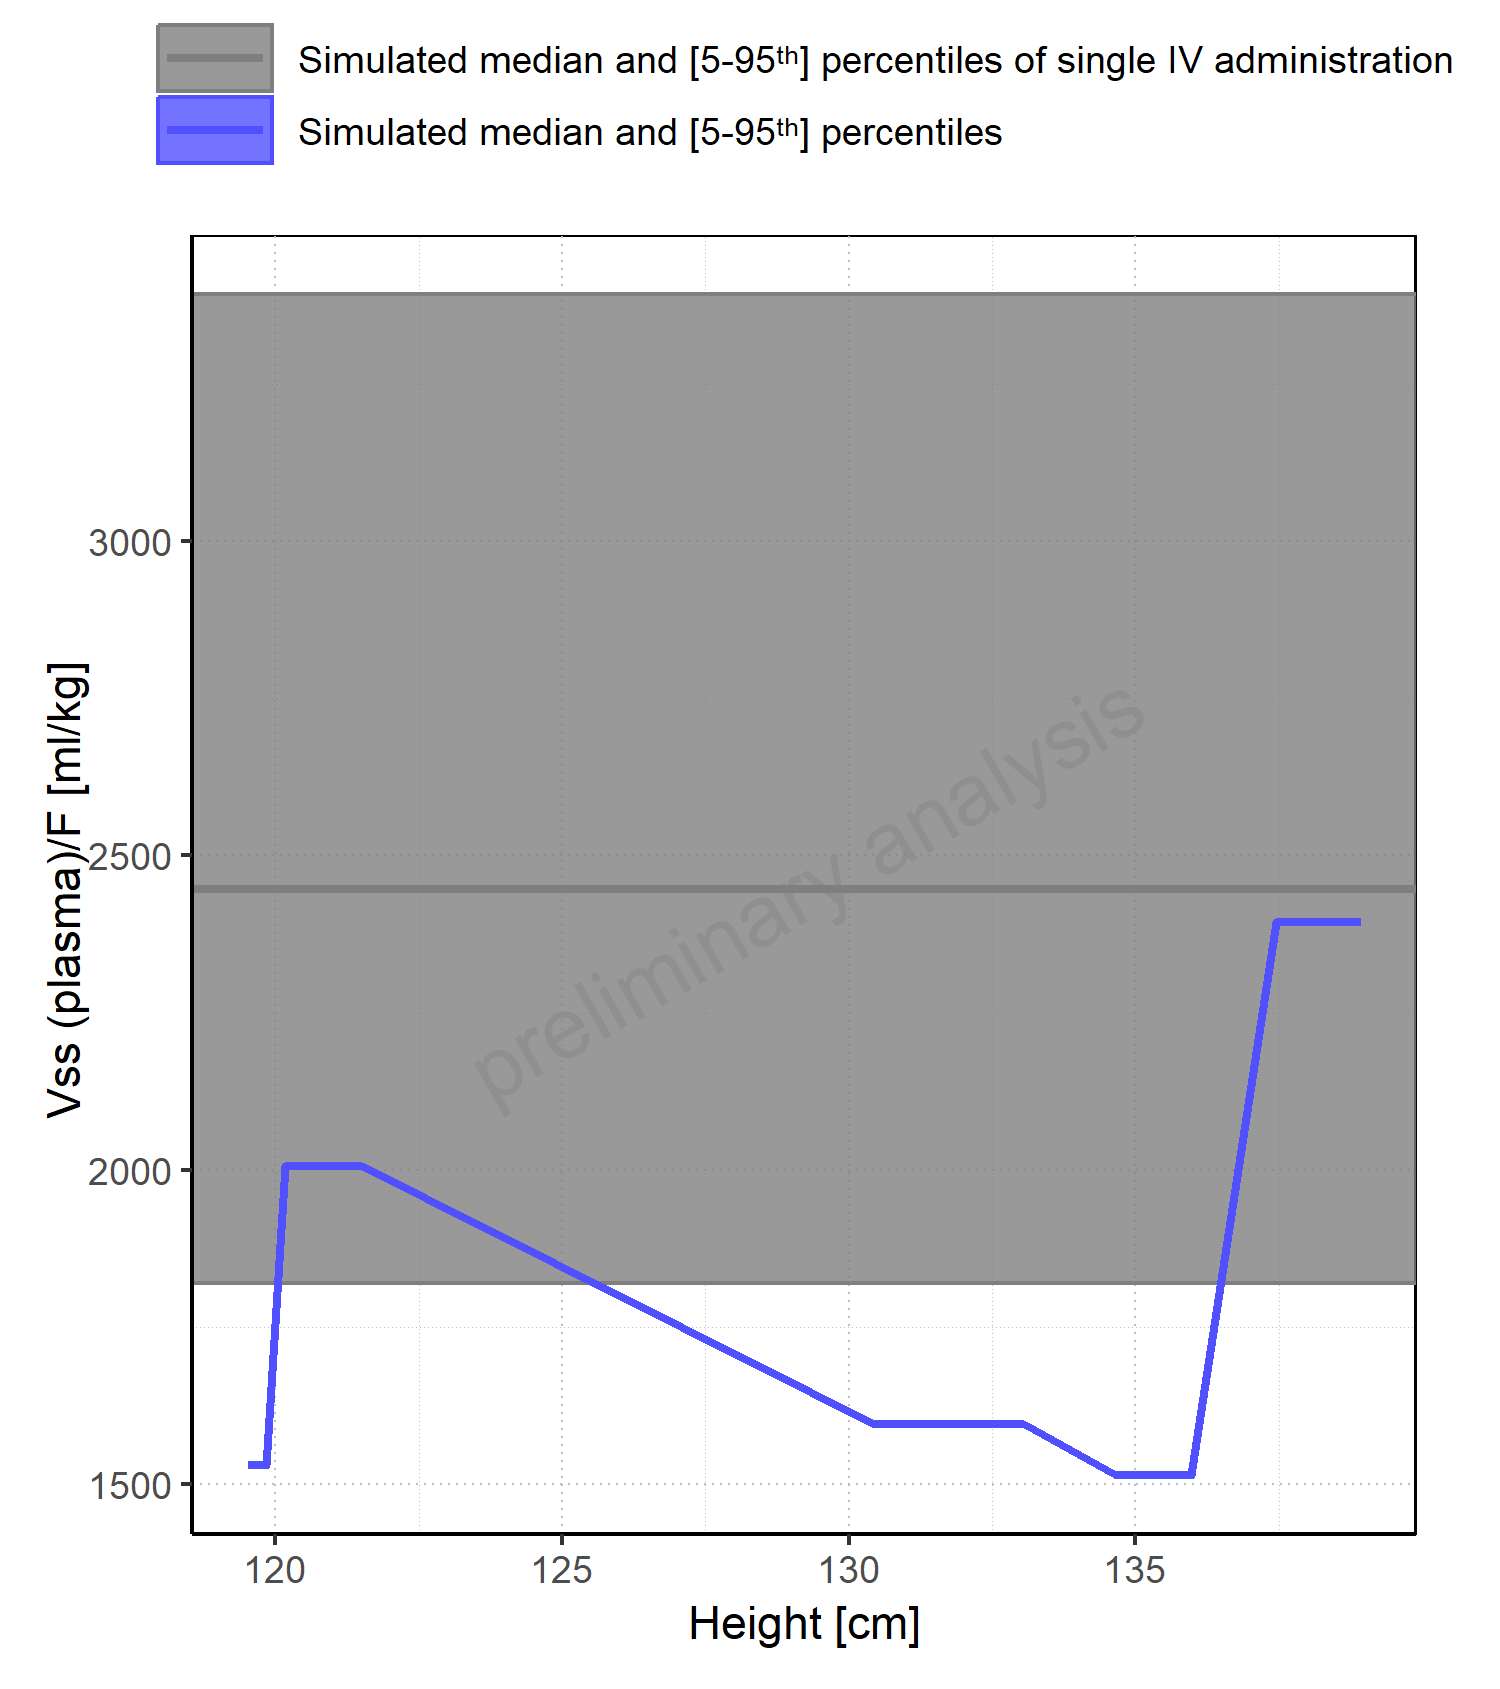 Simulated median and [5-95th] percentiles of single IV administration
Simulated median and [5-95th] percentiles
3000
2500
2000
1500
Vss (plasma)/F [ml/kg]
preliminary analysis
120 125 130 135
Height [cm]